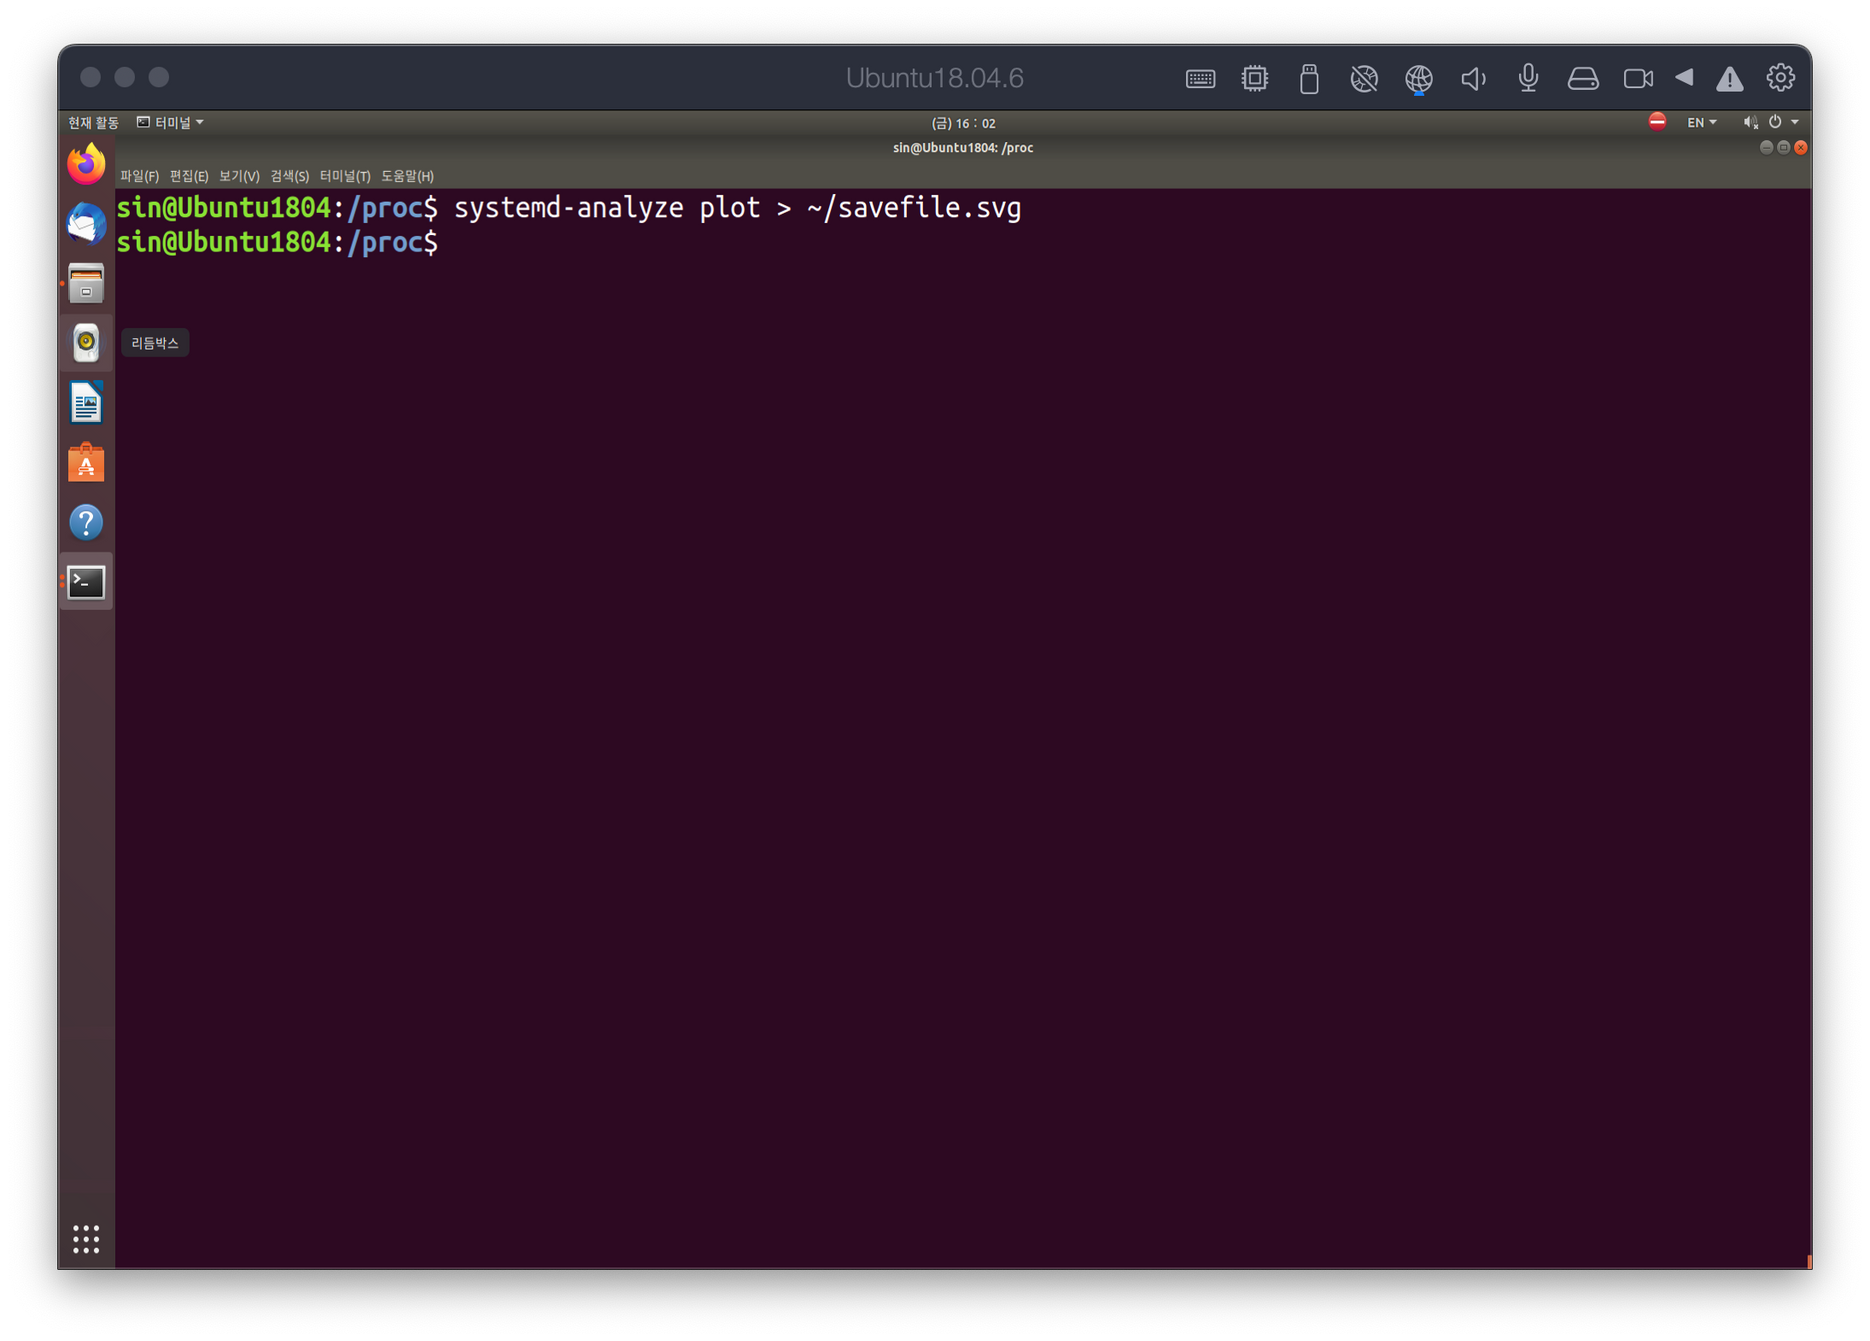 Ubuntu18.04.6
현재 활동 터미널 (금) 16 : 02 EN
sin@Ubuntu1804: /proc
파일(F) 편집(E) 보기(V) 검색(S) 터미널(T) 도움말(H)
sin@Ubuntu1804:/proc$ systemd-analyze plot > ~/savefile.svg
sin@Ubuntu1804:/proc$
리듬박스